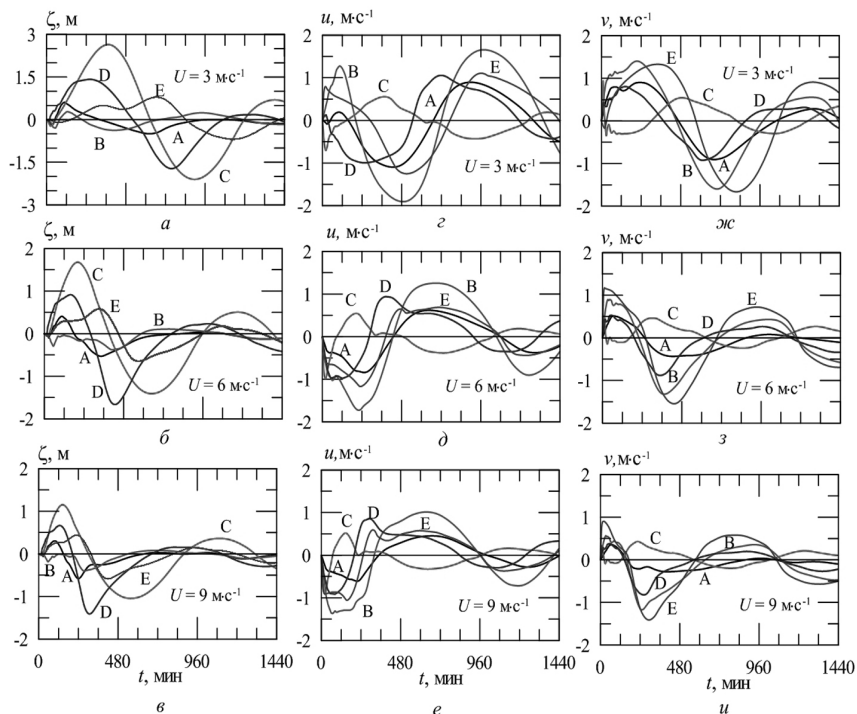 ζ, м
3
1.5
0
-1.5
-3
D
E
U = 3 м·с⁻¹
B
A
C
а
u, м·с⁻¹
2
1
0
-1
-2
B
C
A
E
D
U = 3 м·с⁻¹
г
v, м·с⁻¹
2
1
0
-1
-2
E
U = 3 м·с⁻¹
C
D
B
A
ж
ζ, м
2
1
0
-1
-2
C
E
B
A
D
U = 6 м·с⁻¹
б
u, м·с⁻¹
2
1
0
-1
-2
D
B
C
E
A
U = 6 м·с⁻¹
д
v, м·с⁻¹
2
1
0
-1
-2
C
D
E
A
B
U = 6 м·с⁻¹
з
ζ, м
2
1
0
-1
-2
C
B
A
E
D
U = 9 м·с⁻¹
0
480
960
1440
t, мин
в
u, м·с⁻¹
2
1
0
-1
-2
C
D
E
A
B
U = 9 м·с⁻¹
0
480
960
1440
t, мин
е
v, м·с⁻¹
2
1
0
-1
-2
C
B
D
A
E
U = 9 м·с⁻¹
0
480
960
1440
t, мин
и